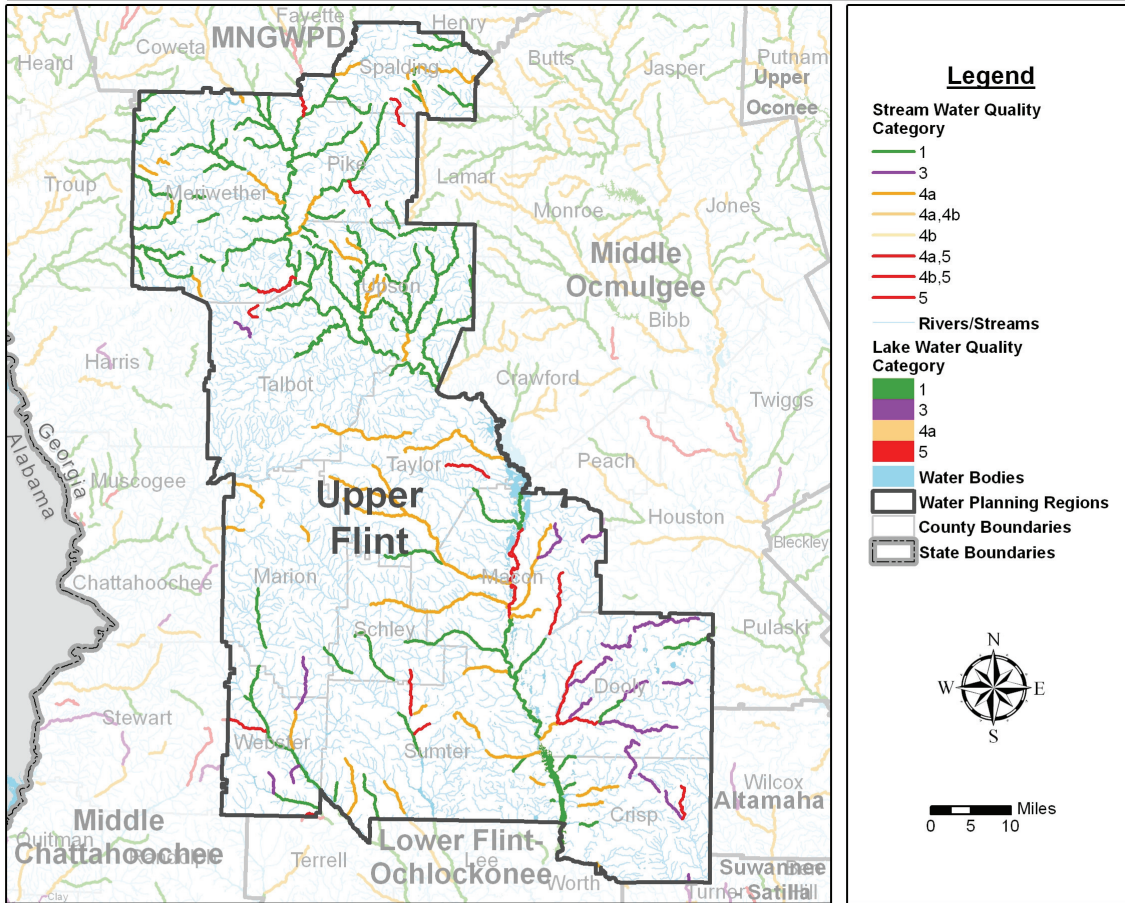 Fayette
Henry
MNGWPD
Coweta
Heard
Spalding
Butts
Jasper
Putnam
Upper
Oconee
Troup
Meriwether
Pike
Lamar
Monroe
Jones
Middle
Ocmulgee
Upson
Bibb
Harris
Talbot
Crawford
Twiggs
Georgia
Alabama
Muscogee
Taylor
Peach
Upper
Flint
Houston
Bleckley
Chattahoochee
Marion
Macon
Schley
Pulaski
Dooly
Stewart
Webster
Sumter
Wilcox
Altamaha
Crisp
Middle
Chattahoochee
Quitman
Randolph
Terrell
Lower Flint-
Ochlockonee
Lee
Worth
Suwannee
- Satilla
Turner
Ben
Hill
Clay
Legend
Stream Water Quality
Category
1
3
4a
4a,4b
4b
4a,5
4b,5
5
Rivers/Streams
Lake Water Quality
Category
1
3
4a
5
Water Bodies
Water Planning Regions
County Boundaries
State Boundaries
N
W E
S
Miles
0 5 10